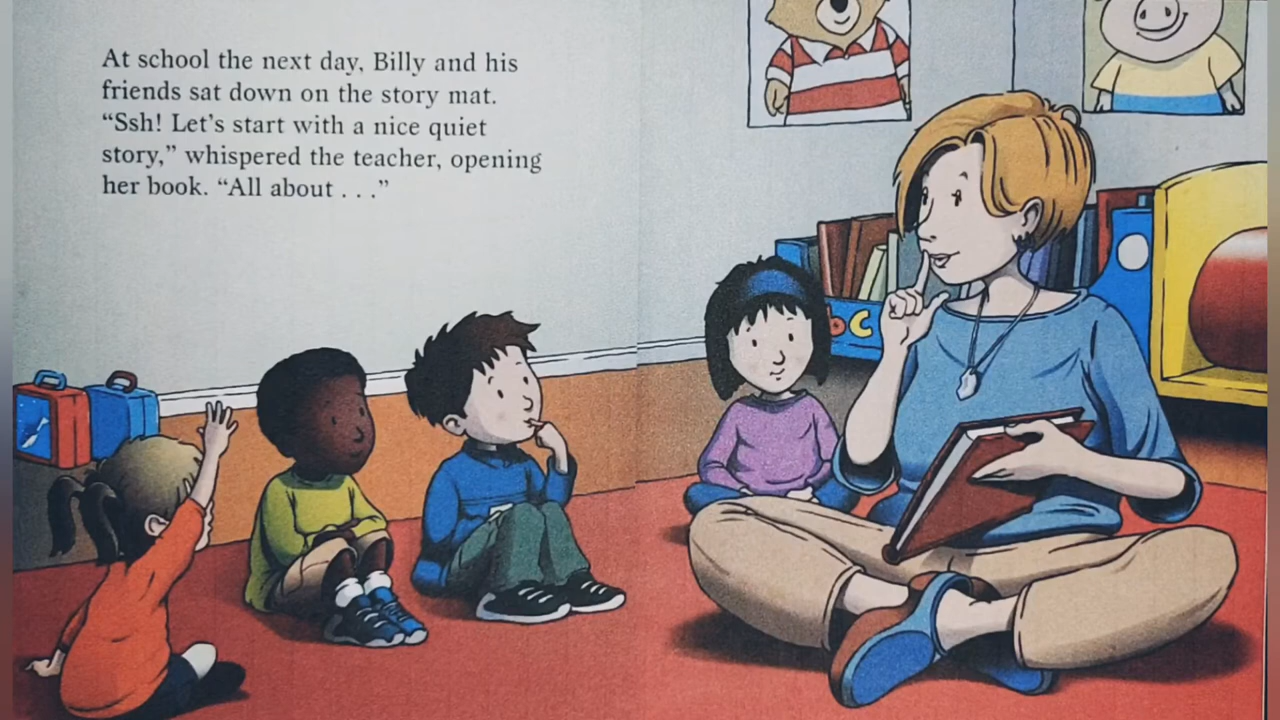 At school the next day, Billy and his
friends sat down on the story mat.
“Ssh! Let’s start with a nice quiet
story,” whispered the teacher, opening
her book. “All about . . .”
bc